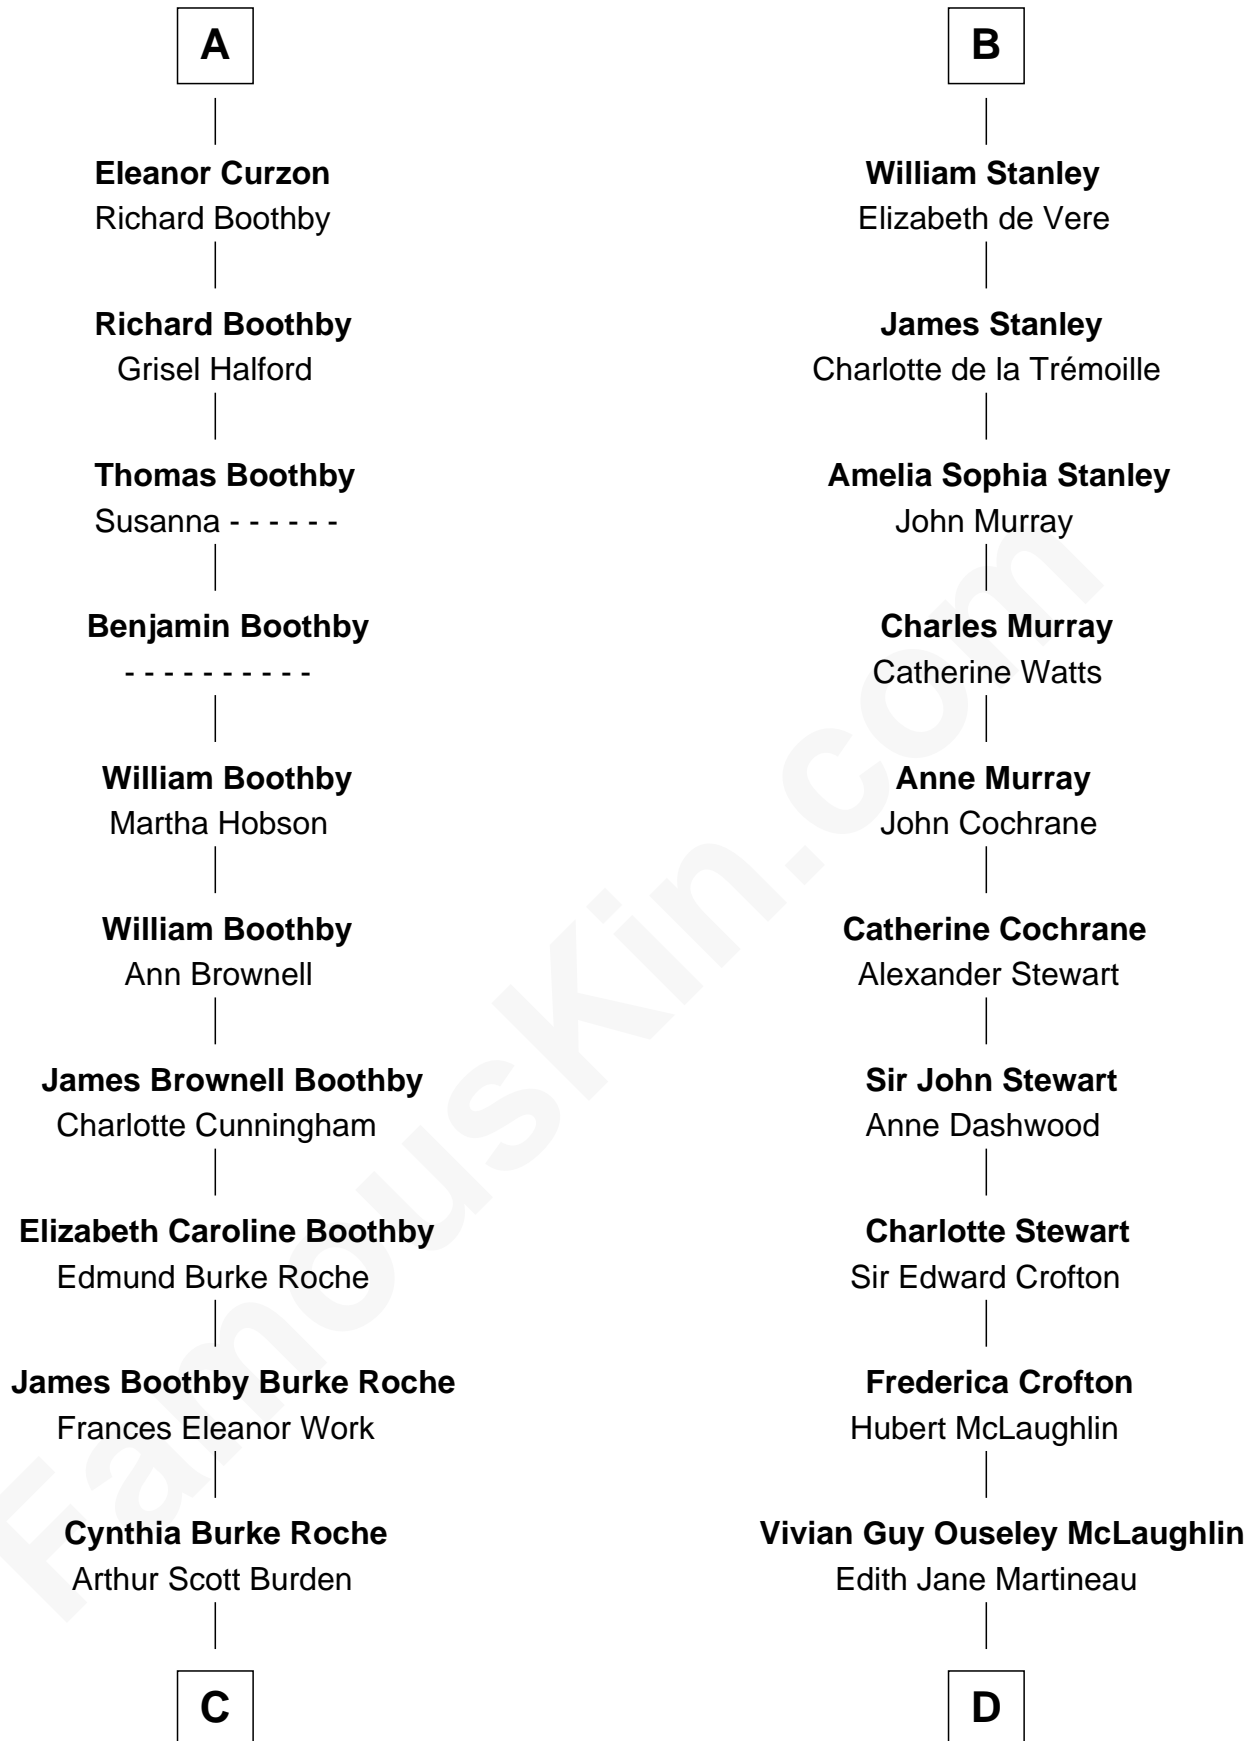 A
Eleanor Curzon
Richard Boothby
Richard Boothby
Grisel Halford
Thomas Boothby
Susanna - - - - - -
Benjamin Boothby
- - - - - - - - - -
William Boothby
Martha Hobson
William Boothby
Ann Brownell
James Brownell Boothby
Charlotte Cunningham
Elizabeth Caroline Boothby
Edmund Burke Roche
James Boothby Burke Roche
Frances Eleanor Work
Cynthia Burke Roche
Arthur Scott Burden
C
B
William Stanley
Elizabeth de Vere
James Stanley
Charlotte de la Trémoille
Amelia Sophia Stanley
John Murray
Charles Murray
Catherine Watts
Anne Murray
John Cochrane
Catherine Cochrane
Alexander Stewart
Sir John Stewart
Anne Dashwood
Charlotte Stewart
Sir Edward Crofton
Frederica Crofton
Hubert McLaughlin
Vivian Guy Ouseley McLaughlin
Edith Jane Martineau
D
FamousKin.com